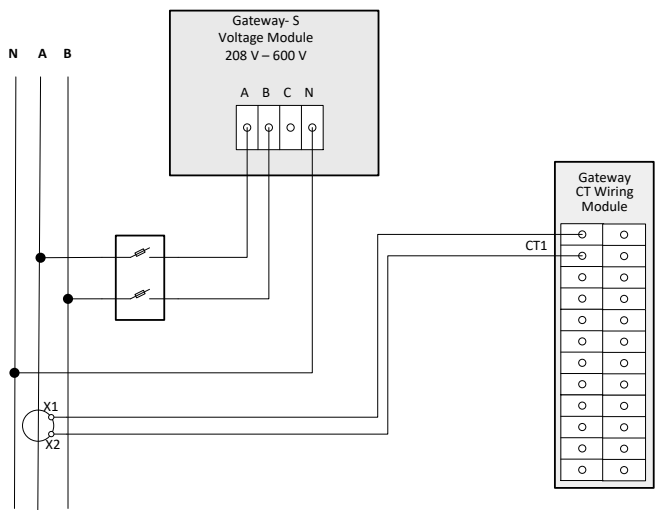 Gateway- S
Voltage Module
208 V – 600 V
N A B
A B C N
Gateway
CT Wiring
Module
CT1
X1
X2